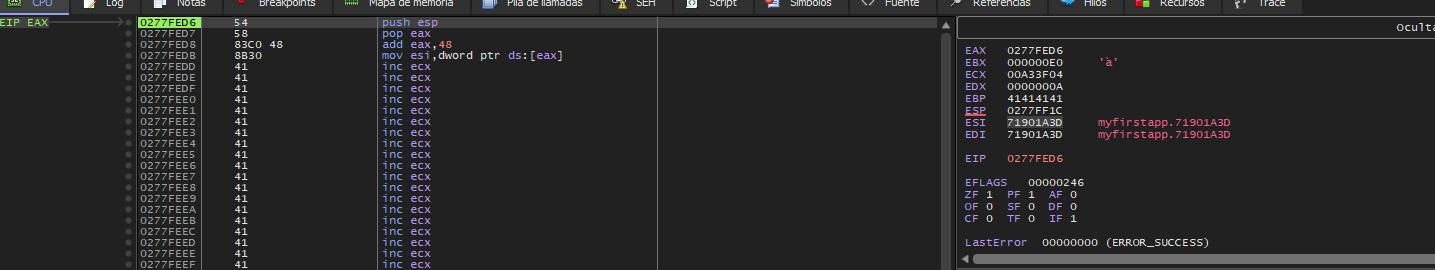 CPU Log Notas Breakpoints Mapa de memoria Pila de llamadas SEH Script Símbolos Fuente Referencias Hilos Recursos Trace
EIP EAX 0277FED6 54 push esp
0277FED7 58 pop eax
0277FED8 83C0 48 add eax,48
0277FEDB 8B30 mov esi,dword ptr ds:[eax]
0277FEDD 41 inc ecx
0277FEDE 41 inc ecx
0277FEDF 41 inc ecx
0277FEE0 41 inc ecx
0277FEE1 41 inc ecx
0277FEE2 41 inc ecx
0277FEE3 41 inc ecx
0277FEE4 41 inc ecx
0277FEE5 41 inc ecx
0277FEE6 41 inc ecx
0277FEE7 41 inc ecx
0277FEE8 41 inc ecx
0277FEE9 41 inc ecx
0277FEEA 41 inc ecx
0277FEEB 41 inc ecx
0277FEEC 41 inc ecx
0277FEED 41 inc ecx
0277FEEE 41 inc ecx
0277FEEF 41 inc ecx
Oculta
EAX 0277FED6
EBX 000000E0 'à'
ECX 00A33F04
EDX 0000000A
EBP 41414141
ESP 0277FF1C
ESI 71901A3D myfirstapp.71901A3D
EDI 71901A3D myfirstapp.71901A3D
EIP 0277FED6
EFLAGS 00000246
ZF 1 PF 1 AF 0
OF 0 SF 0 DF 0
CF 0 TF 0 IF 1
LastError 00000000 (ERROR_SUCCESS)